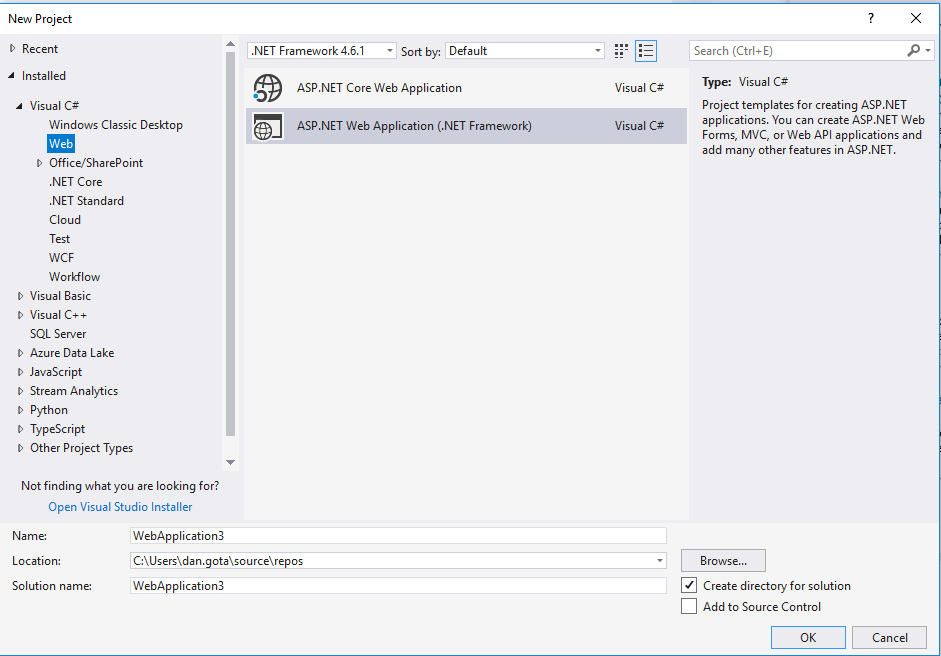 New Project
?
Recent
Installed
Visual C#
Windows Classic Desktop
Web
Office/SharePoint
.NET Core
.NET Standard
Cloud
Test
WCF
Workflow
Visual Basic
Visual C++
SQL Server
Azure Data Lake
JavaScript
Stream Analytics
Python
TypeScript
Other Project Types
Not finding what you are looking for?
Open Visual Studio Installer
.NET Framework 4.6.1
Sort by: Default
ASP.NET Core Web Application Visual C#
ASP.NET Web Application (.NET Framework) Visual C#
Search (Ctrl+E)
Type: Visual C#
Project templates for creating ASP.NET
applications. You can create ASP.NET Web
Forms, MVC, or Web API applications and
add many other features in ASP.NET.
Name: WebApplication3
Location: C:\Users\dan.gota\source\repos
Browse...
Solution name: WebApplication3
Create directory for solution
Add to Source Control
OK
Cancel